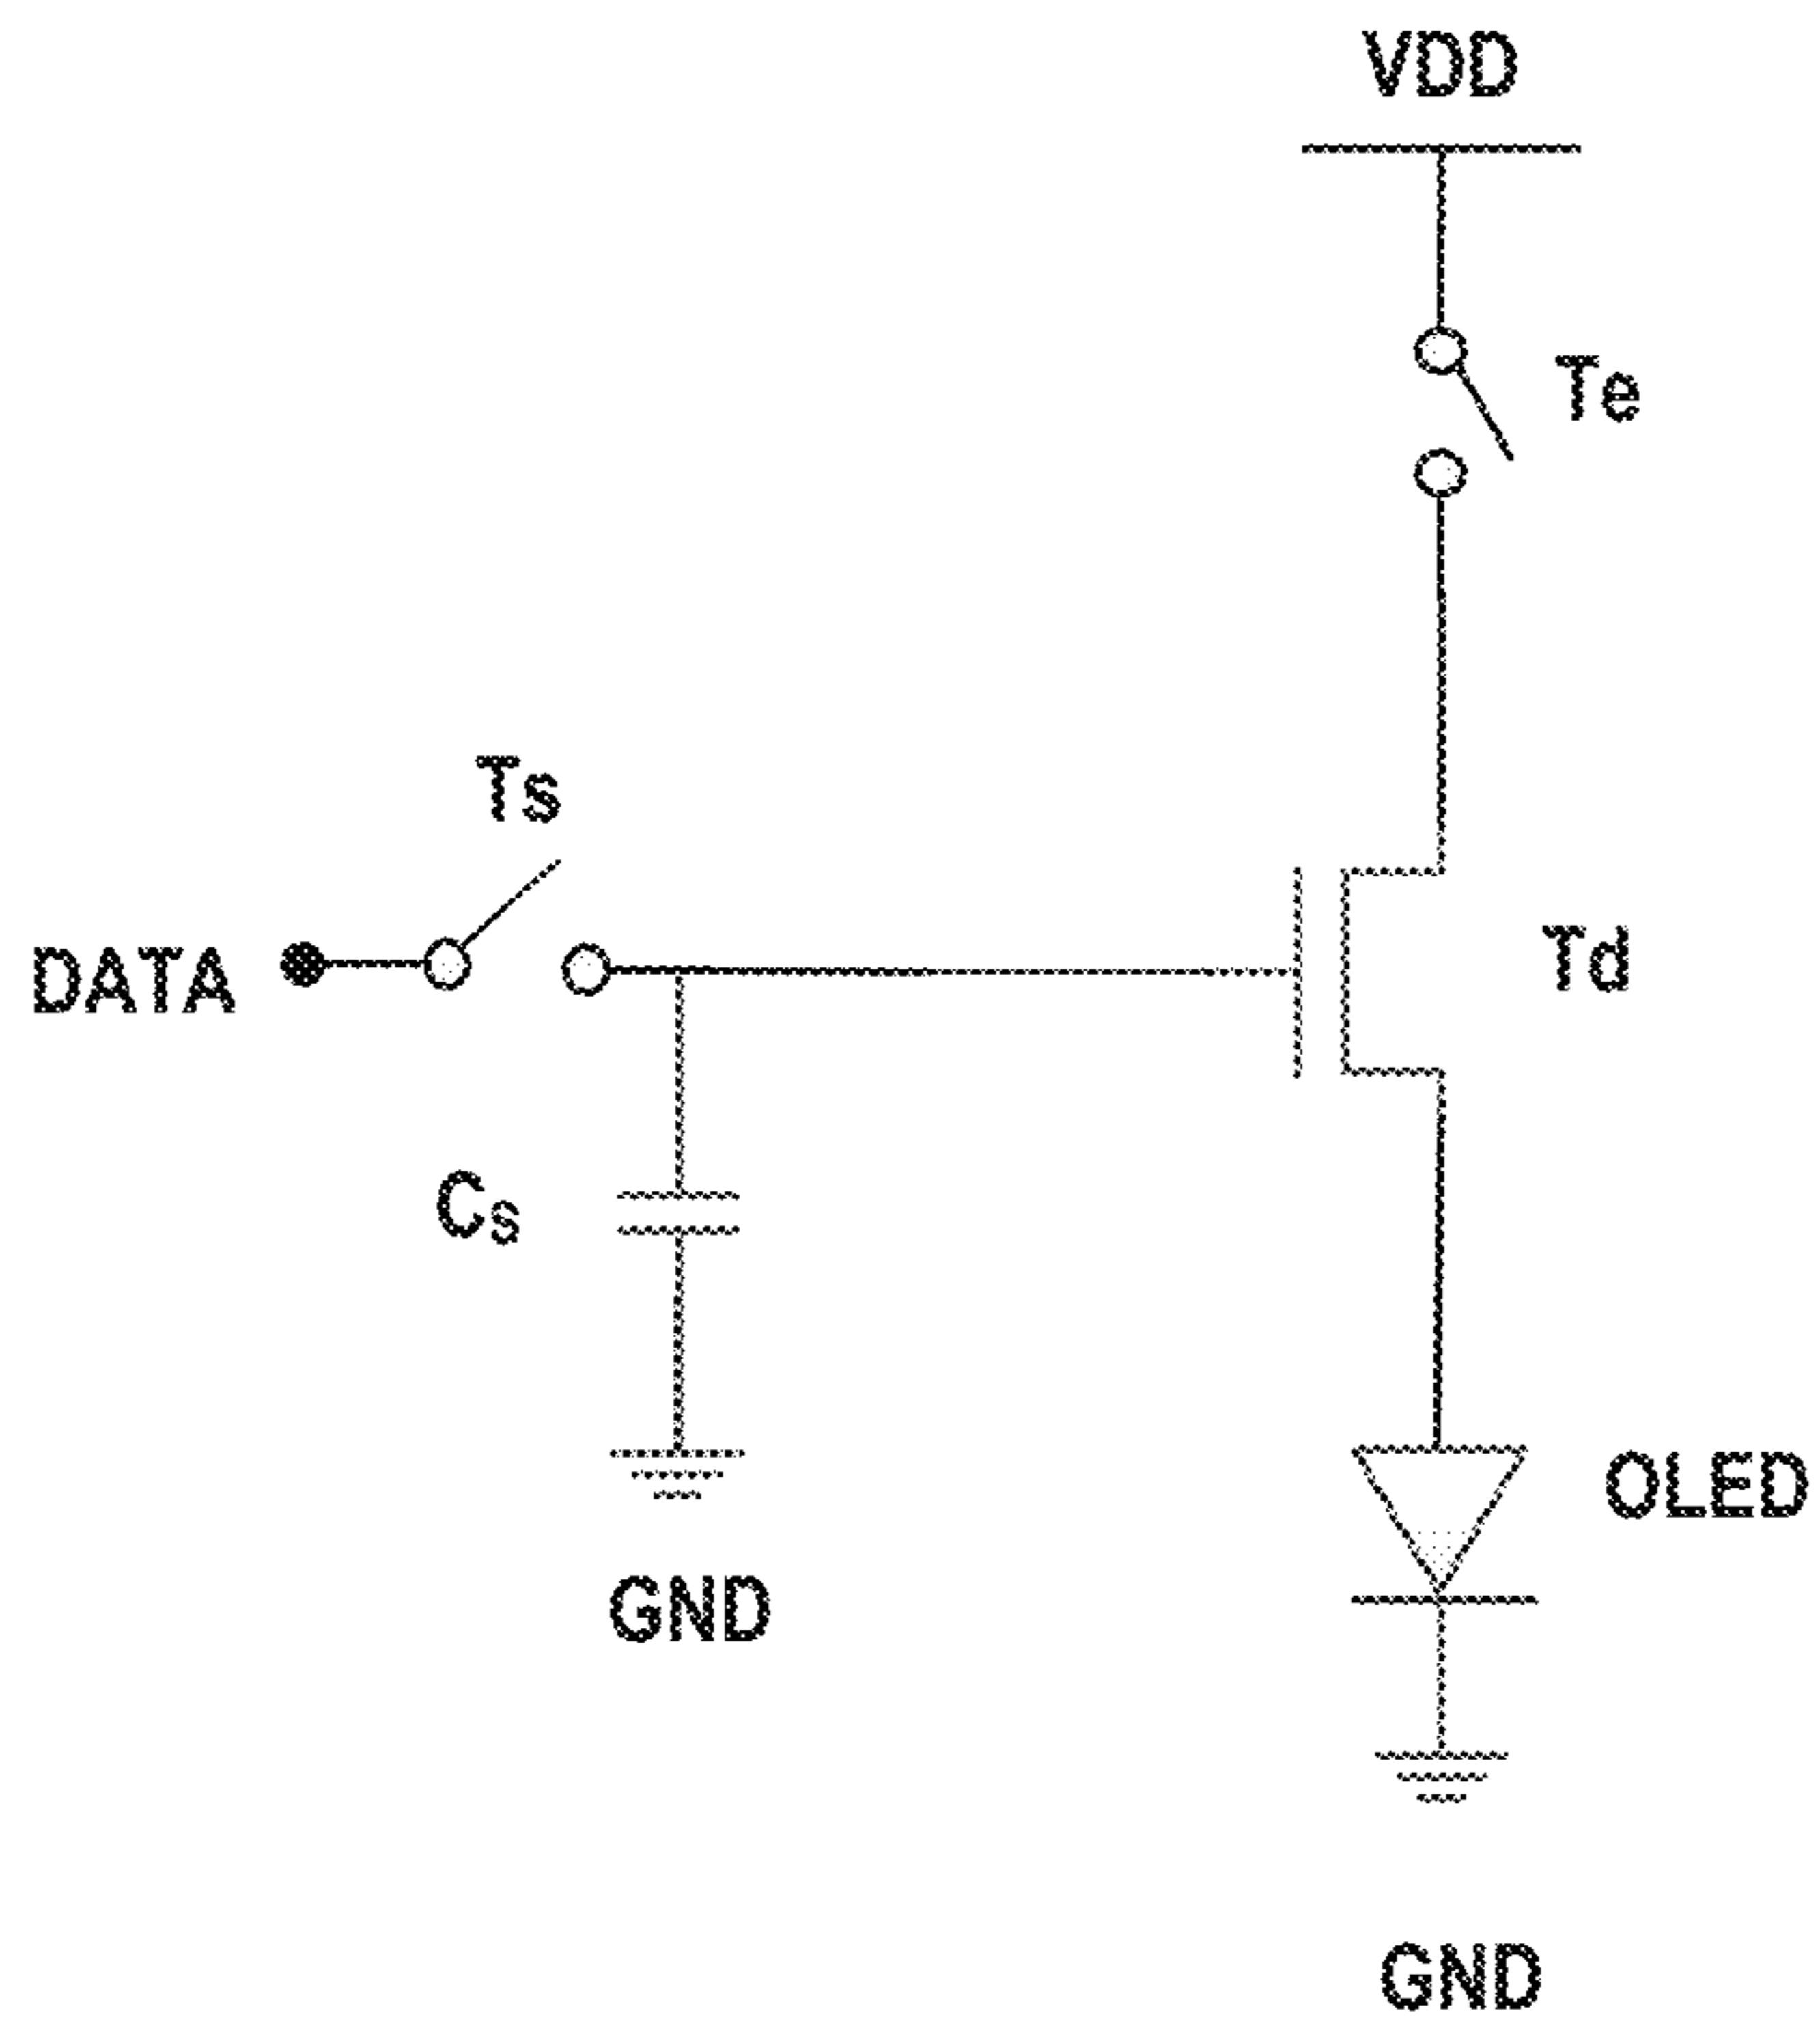 VDD
Te
Ts
DATA
Td
Cs
OLED
GND
GND